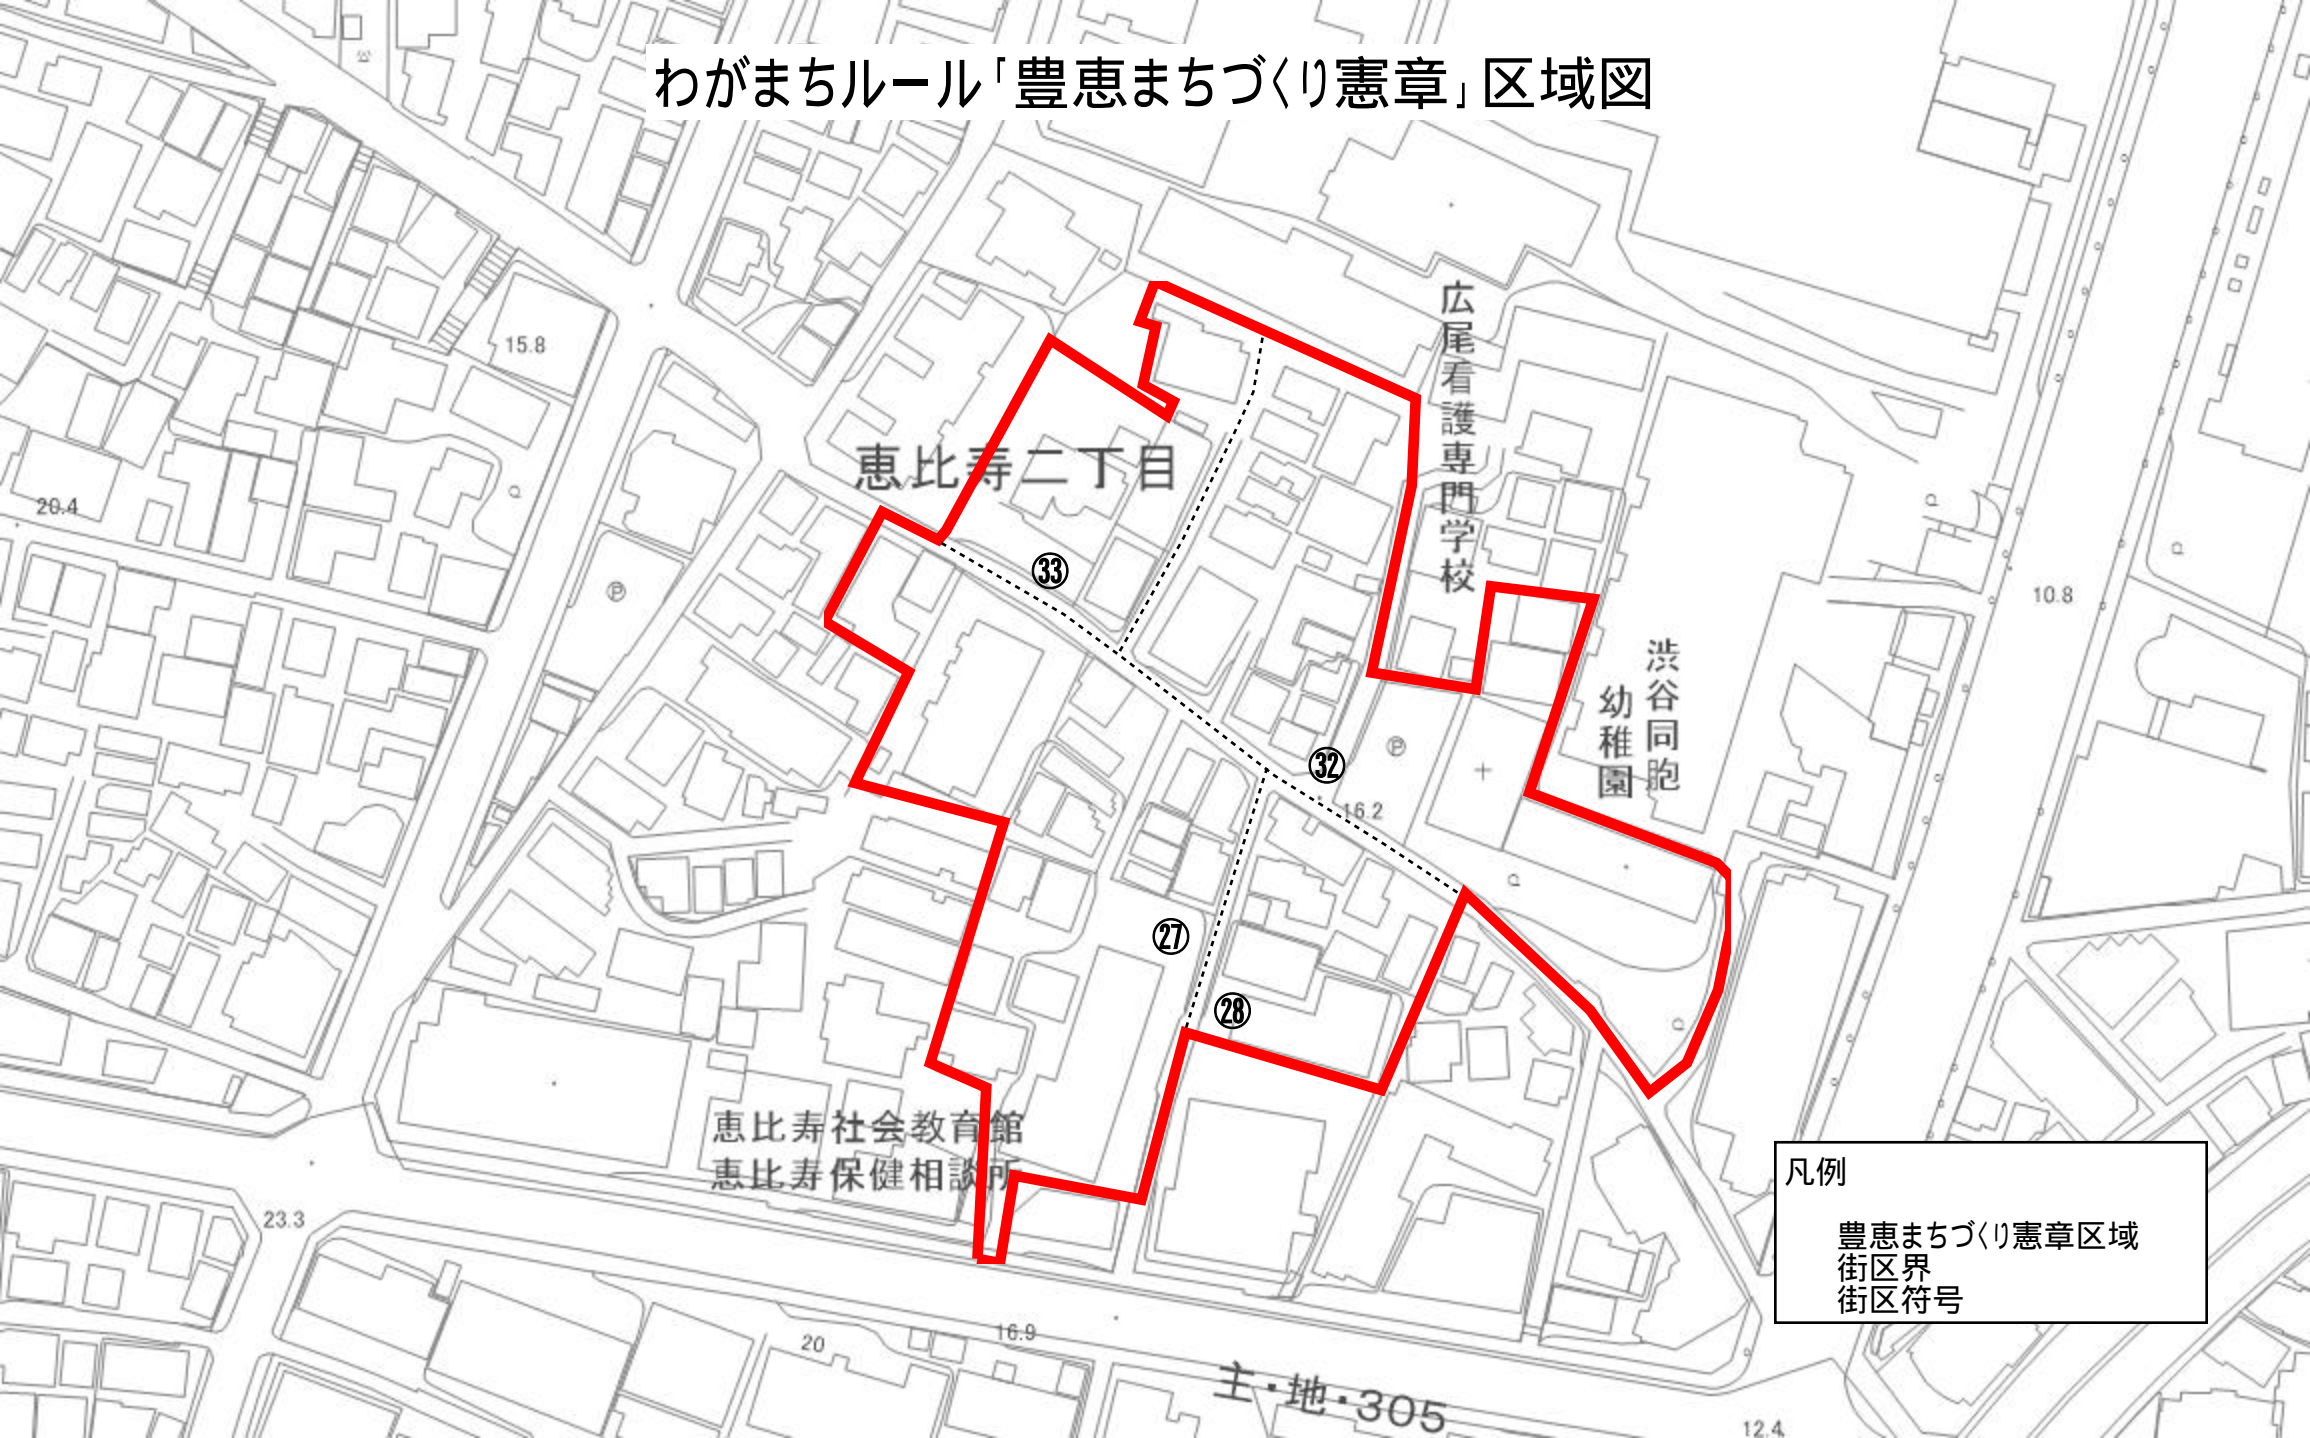 わがまちルール「豊恵まちづくり憲章」区域図
15.8
広尾看護専門学校
恵比寿二丁目
20.4
㉝
Ⓟ
10.8
渋谷同胞
幼稚園
Ⓟ
㉜
16.2
㉗
㉘
恵比寿社会教育館
恵比寿保健相談所
23.3
凡例
豊恵まちづくり憲章区域
街区界
街区符号
16.9
20
主・地・305
12.4